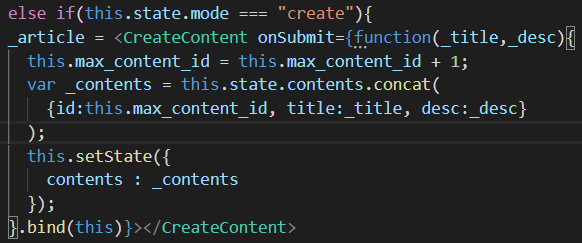 else if(this.state.mode === "create"){
_article = <CreateContent onSubmit={function(_title,_desc){
this.max_content_id = this.max_content_id + 1;
var _contents = this.state.contents.concat(
{id:this.max_content_id, title:_title, desc:_desc}
);
this.setState({
contents : _contents
});
}.bind(this)}></CreateContent>